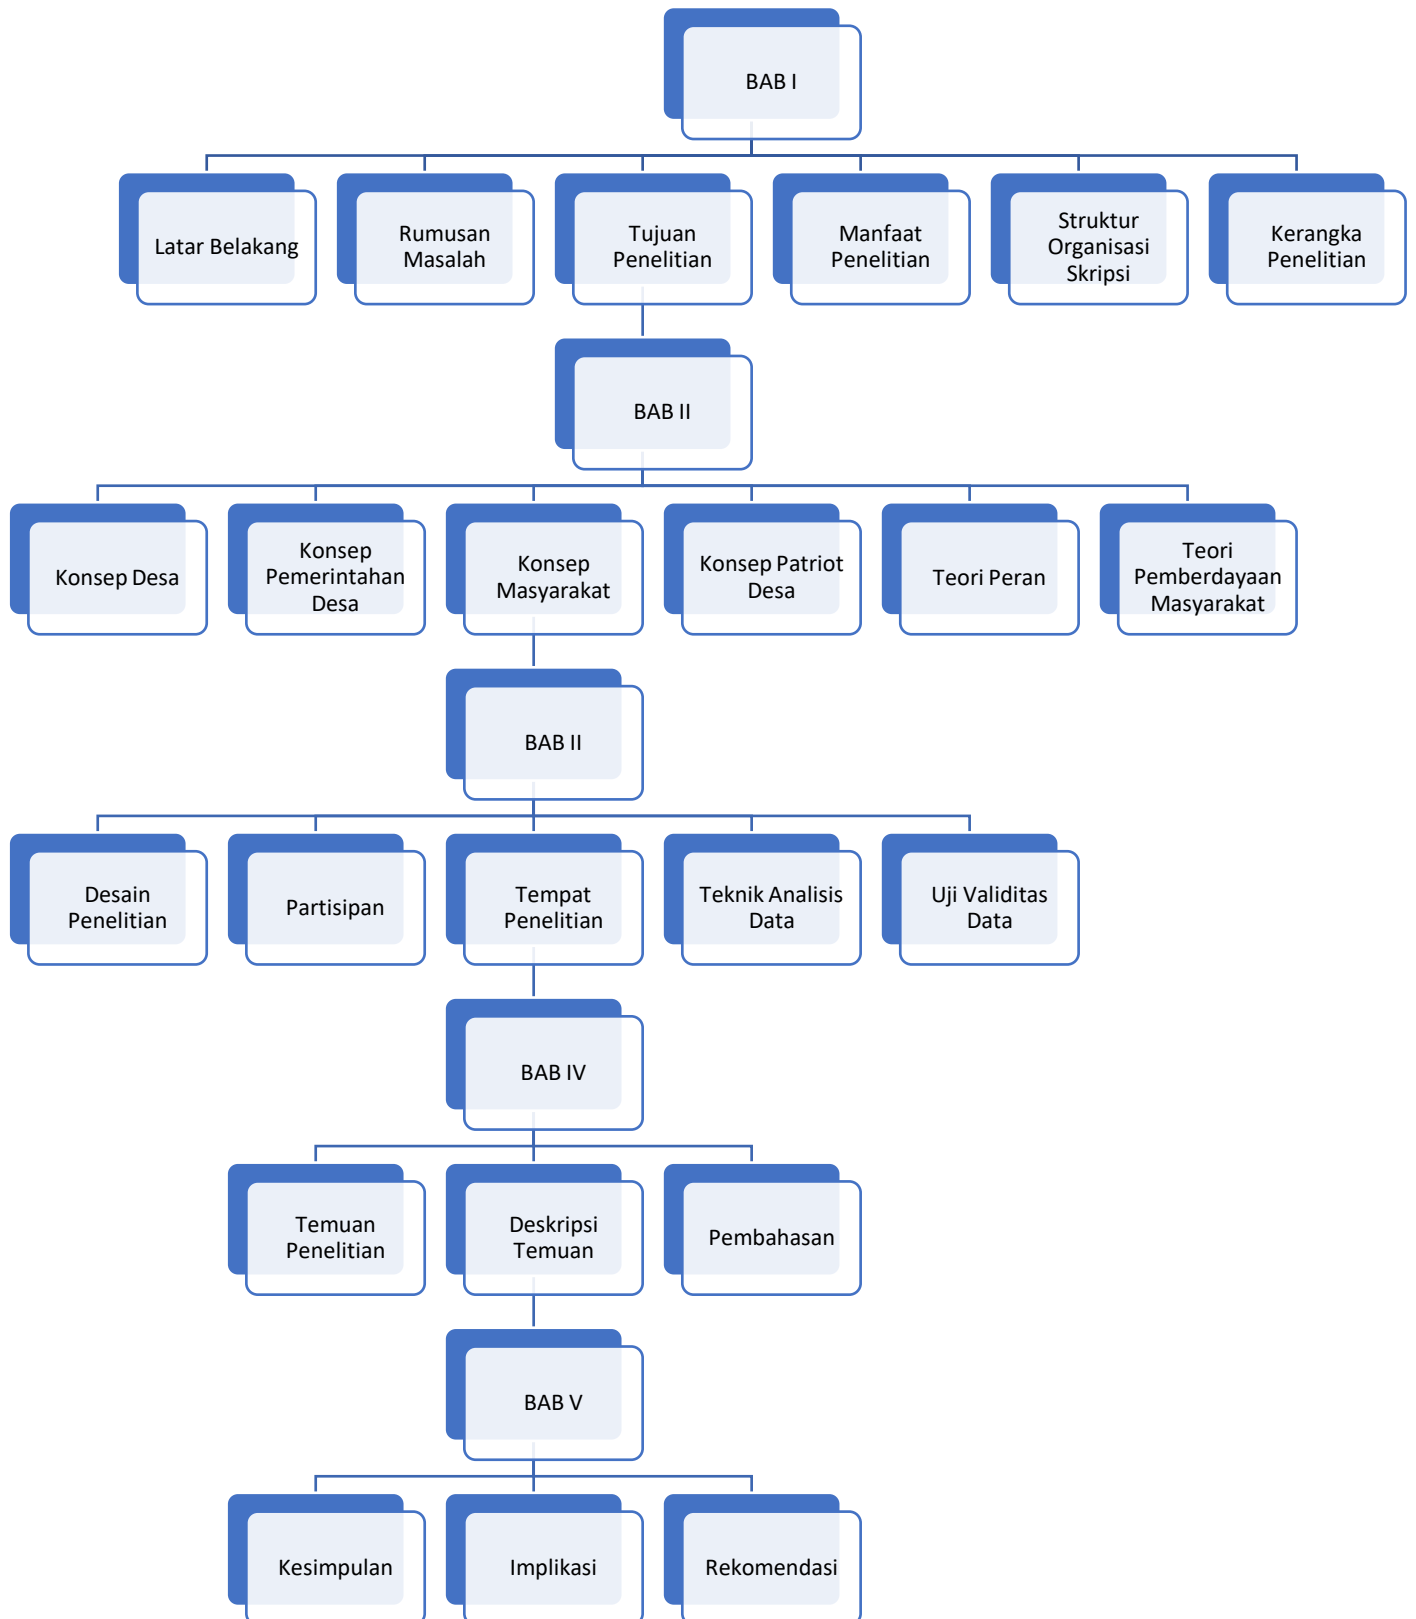 BAB I
Latar Belakang
Rumusan
Masalah
Tujuan
Penelitian
Manfaat
Penelitian
Struktur
Organisasi
Skripsi
Kerangka
Penelitian
BAB II
Konsep Desa
Konsep
Pemerintahan
Desa
Konsep
Masyarakat
Konsep Patriot
Desa
Teori Peran
Teori
Pemberdayaan
Masyarakat
BAB II
Desain
Penelitian
Partisipan
Tempat
Penelitian
Teknik Analisis
Data
Uji Validitas
Data
BAB IV
Temuan
Penelitian
Deskripsi
Temuan
Pembahasan
BAB V
Kesimpulan
Implikasi
Rekomendasi